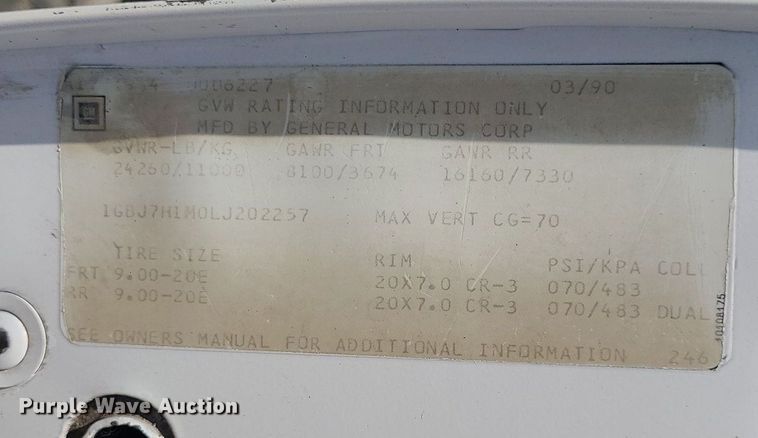 M008227 03/90
GM
GVW RATING INFORMATION ONLY
MFD BY GENERAL MOTORS CORP
GVWR-LB/KG GAWR FRT GAWR RR
24260/11000 8100/3674 16160/7330
1GBJ7H1M0LJ202257 MAX VERT CG=70
TIRE SIZE RIM PSI/KPA COLD
FRT 9.00-20E 20X7.0 CR-3 070/483
RR 9.00-20E 20X7.0 CR-3 070/483 DUAL
10108175
SEE OWNERS MANUAL FOR ADDITIONAL INFORMATION 246
Purple Wave Auction